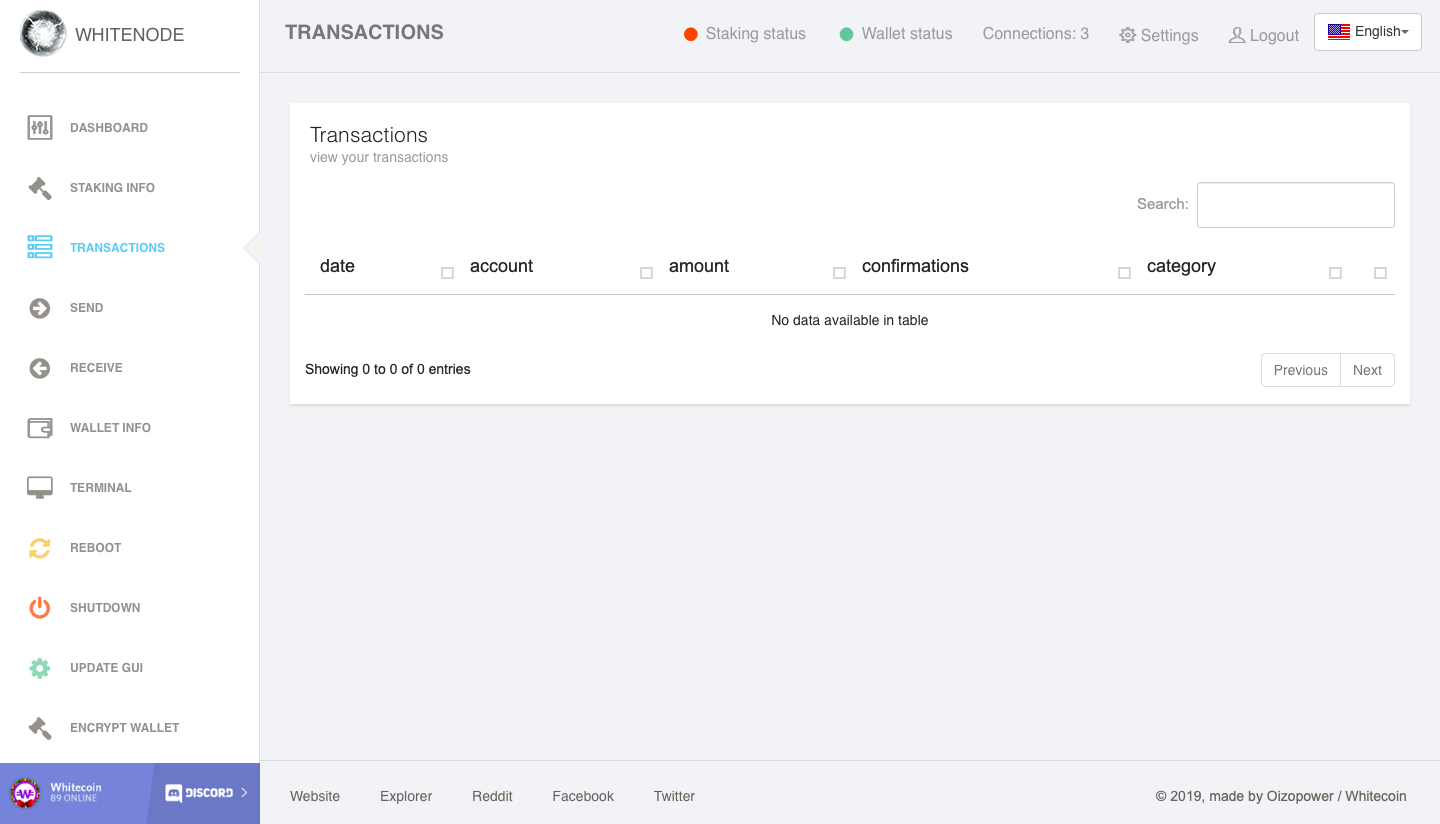 WHITENODE
TRANSACTIONS
Staking status
Wallet status
Connections: 3
Settings
Logout
English
DASHBOARD
STAKING INFO
TRANSACTIONS
SEND
RECEIVE
WALLET INFO
TERMINAL
REBOOT
SHUTDOWN
UPDATE GUI
ENCRYPT WALLET
Whitecoin
89 ONLINE
DISCORD
Transactions
view your transactions
Search:
date account amount confirmations category
No data available in table
Showing 0 to 0 of 0 entries
Previous Next
Website Explorer Reddit Facebook Twitter
© 2019, made by Oizopower / Whitecoin